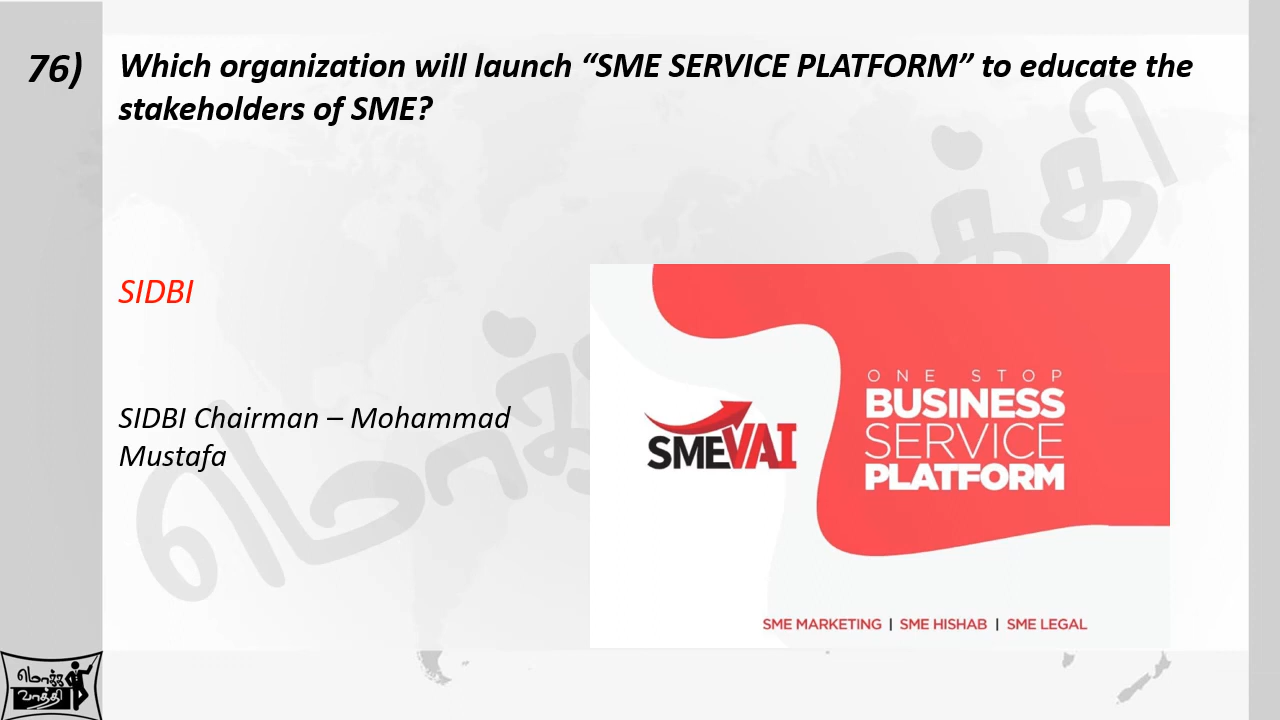 76)
Which organization will launch “SME SERVICE PLATFORM” to educate the
stakeholders of SME?
SIDBI
SIDBI Chairman – Mohammad
Mustafa
SMEVAI
ONE STOP
BUSINESS
SERVICE
PLATFORM
SME MARKETING | SME HISHAB | SME LEGAL
மொக்க
வாத்தி